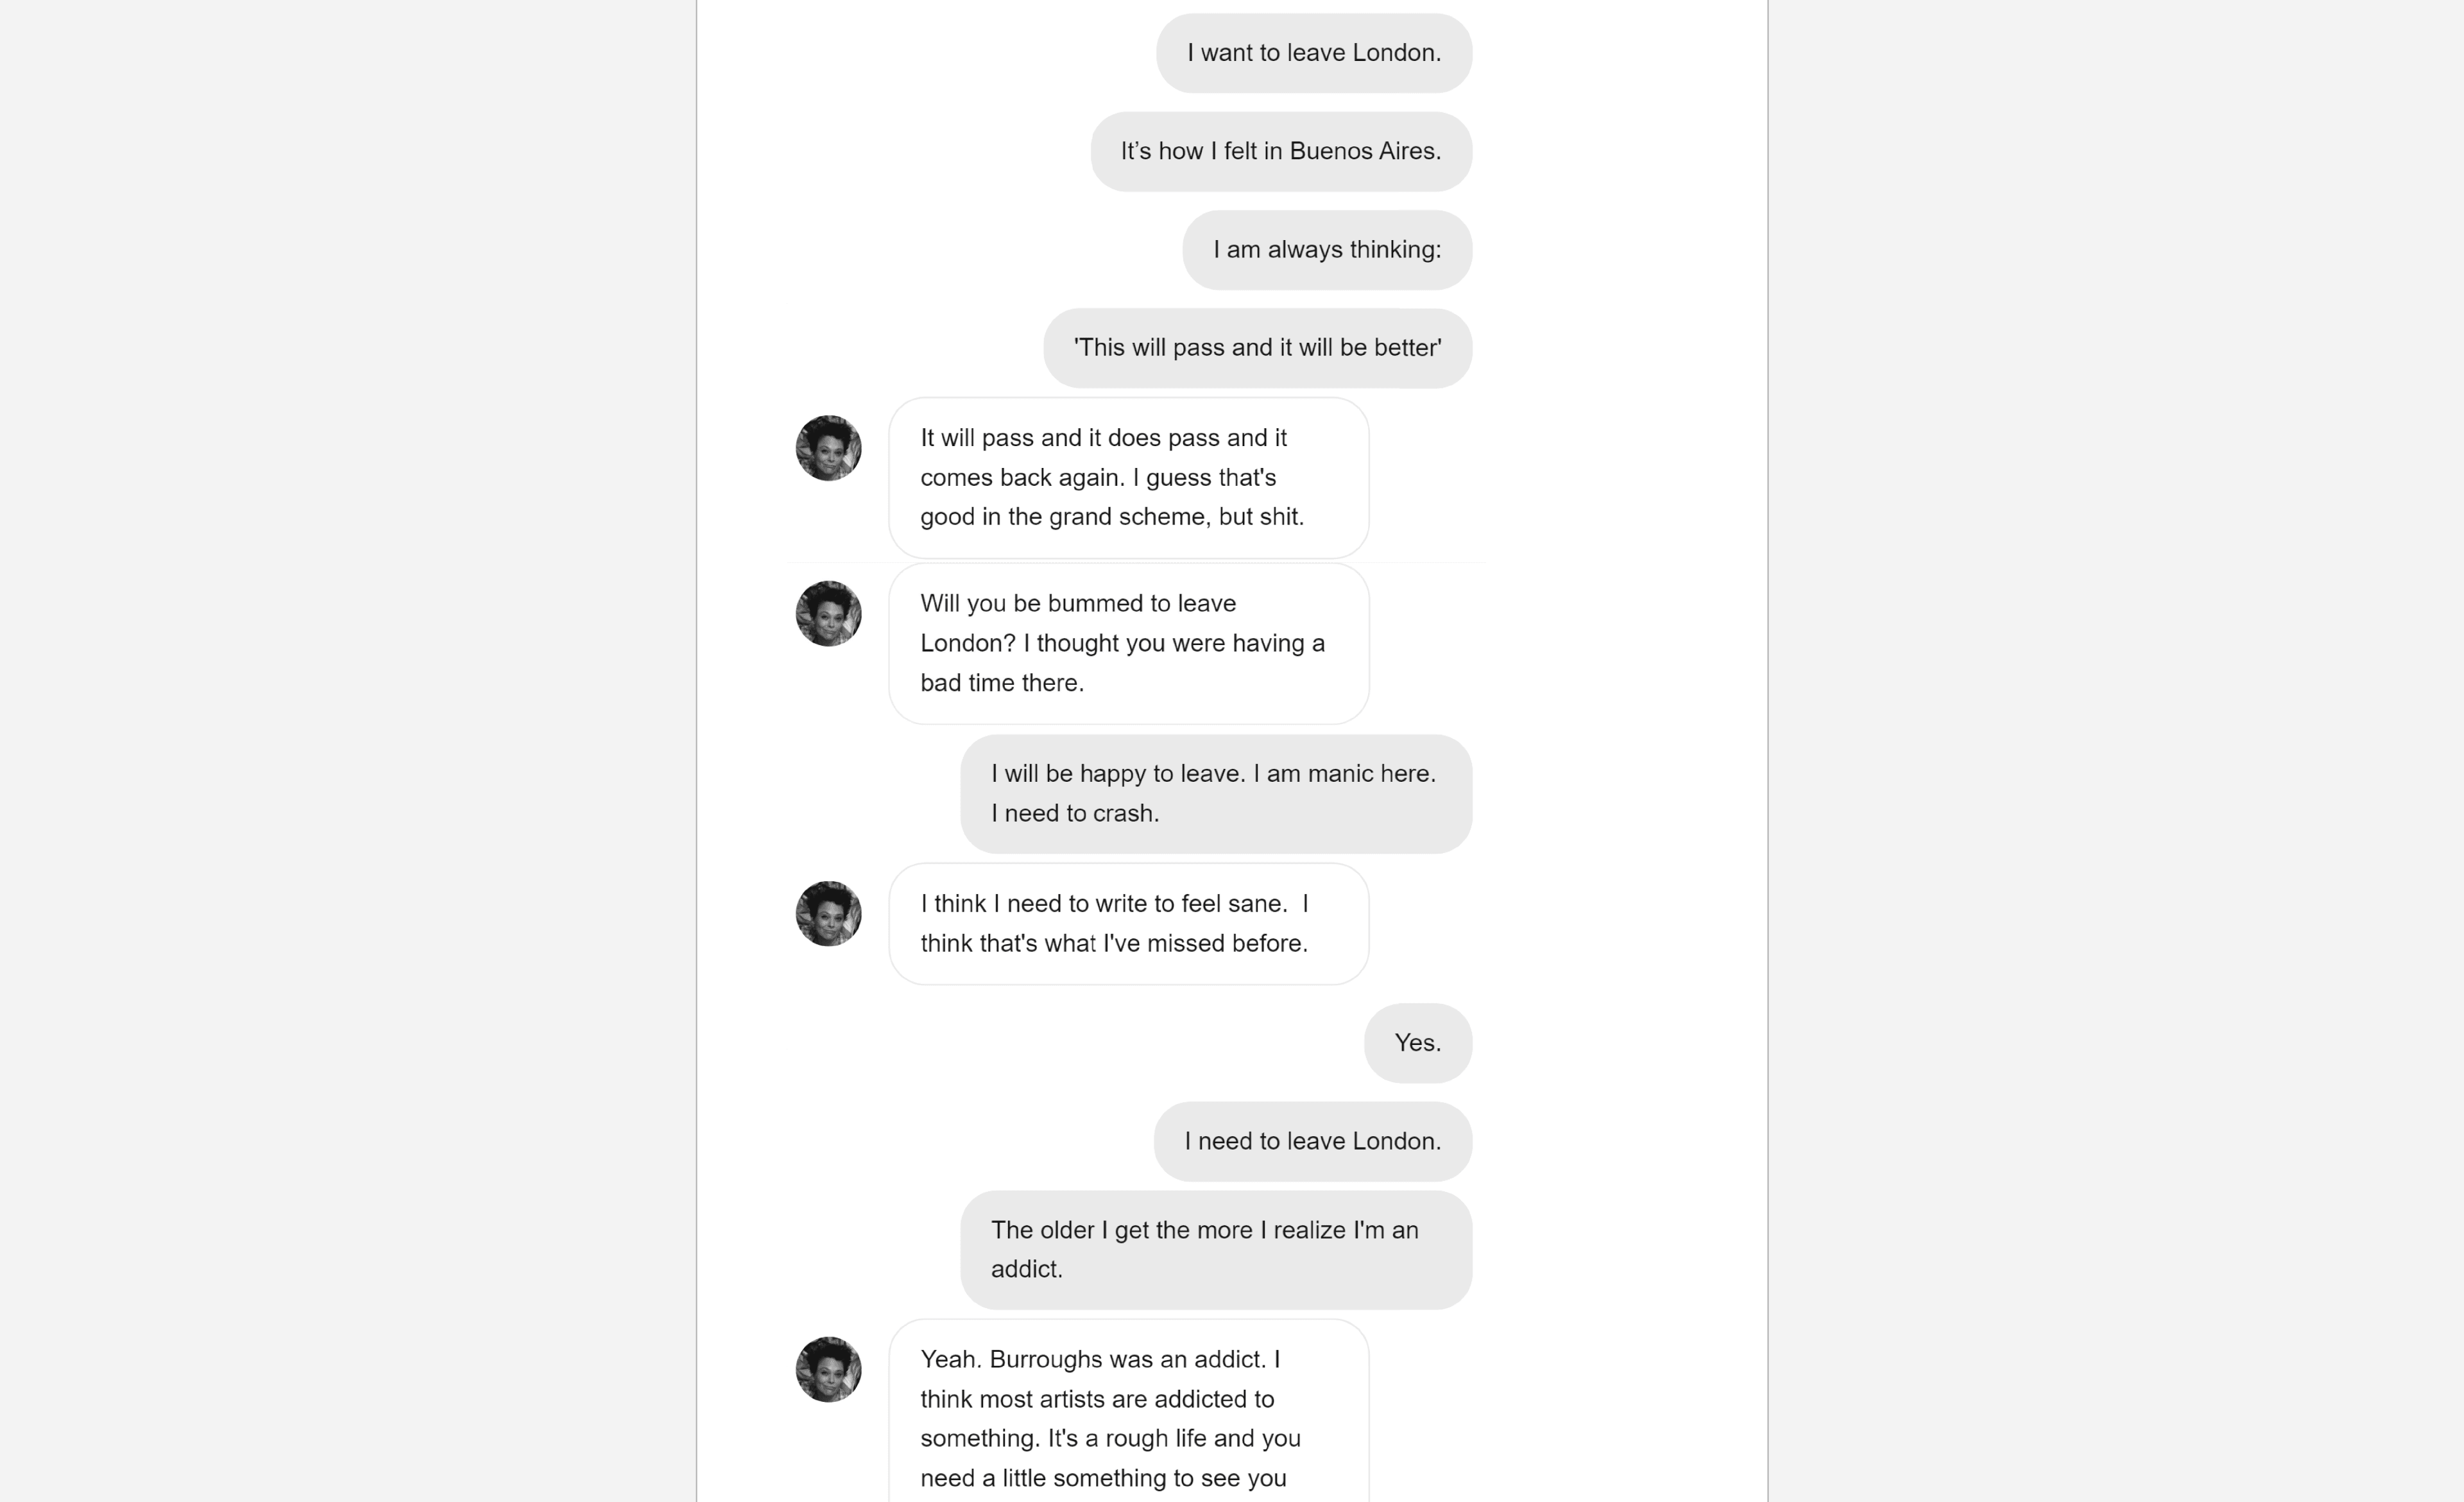 I want to leave London.
It’s how I felt in Buenos Aires.
I am always thinking:
'This will pass and it will be better'
It will pass and it does pass and it
comes back again. I guess that's
good in the grand scheme, but shit.
Will you be bummed to leave
London? I thought you were having a
bad time there.
I will be happy to leave. I am manic here.
I need to crash.
I think I need to write to feel sane.  I
think that's what I've missed before.
Yes.
I need to leave London.
The older I get the more I realize I'm an
addict.
Yeah. Burroughs was an addict. I
think most artists are addicted to
something. It's a rough life and you
need a little something to see you